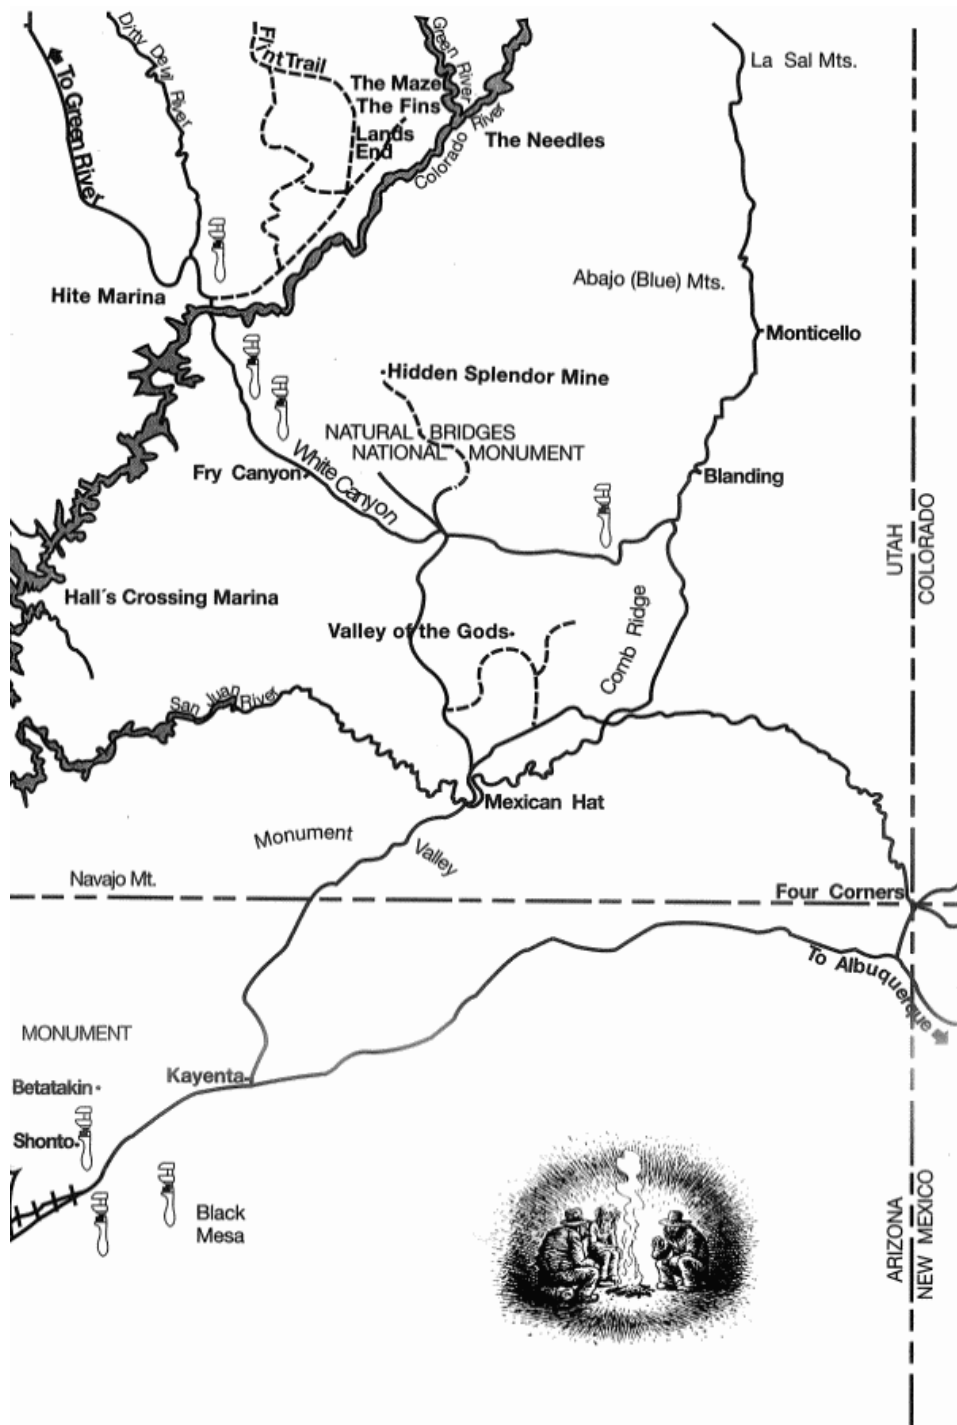 Dirty Devil River
Flint Trail
Green River
La Sal Mts.
To Green River
The Maze
The Fins
Lands
End
Colorado River
The Needles
Abajo (Blue) Mts.
Hite Marina
Monticello
Hidden Splendor Mine
NATURAL BRIDGES
NATIONAL MONUMENT
White Canyon
Fry Canyon
Blanding
UTAH
COLORADO
Hall's Crossing Marina
Valley of the Gods
Comb Ridge
San Juan River
Mexican Hat
Monument Valley
Navajo Mt.
Four Corners
To Albuquerque
MONUMENT
Kayenta
Betatakin
Shonto
Black
Mesa
ARIZONA
NEW MEXICO